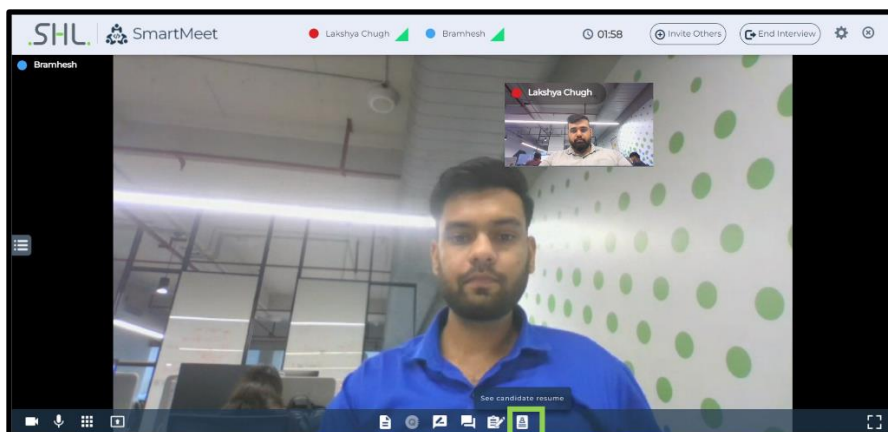 SHL. SmartMeet Lakshya Chugh Bramhesh 01:58 Invite Others End Interview
Bramhesh
Lakshya Chugh
See candidate resume